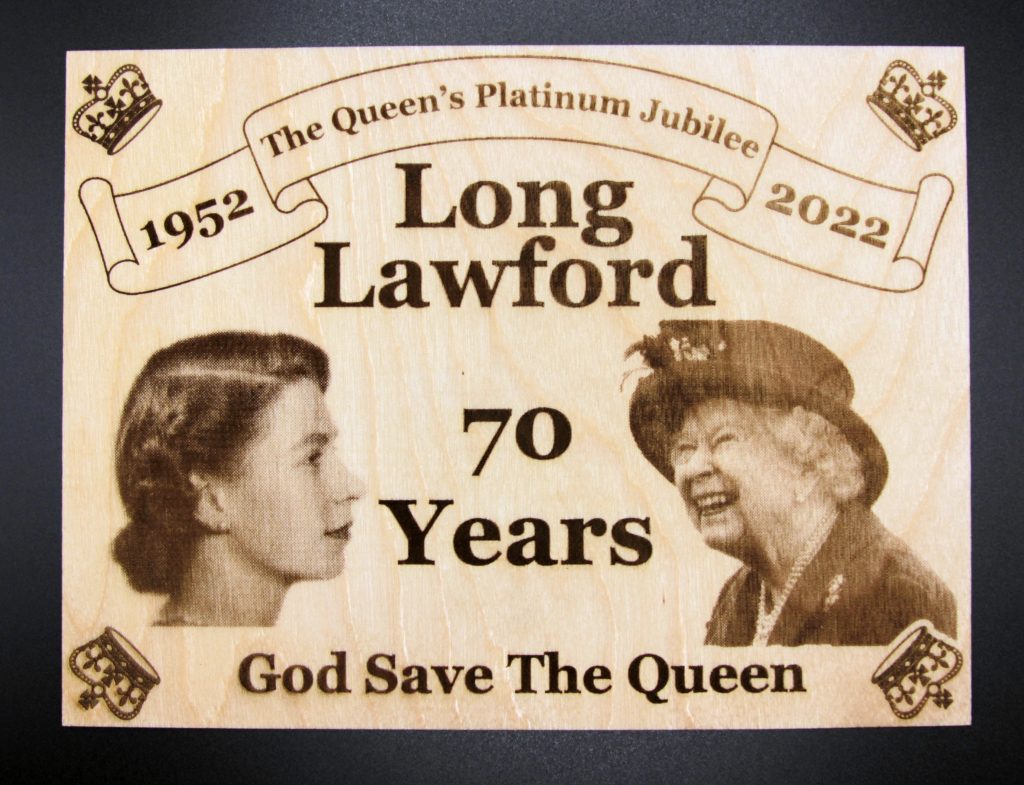 The Queen's Platinum Jubilee
1952
2022
Long
Lawford
70
Years
God Save The Queen